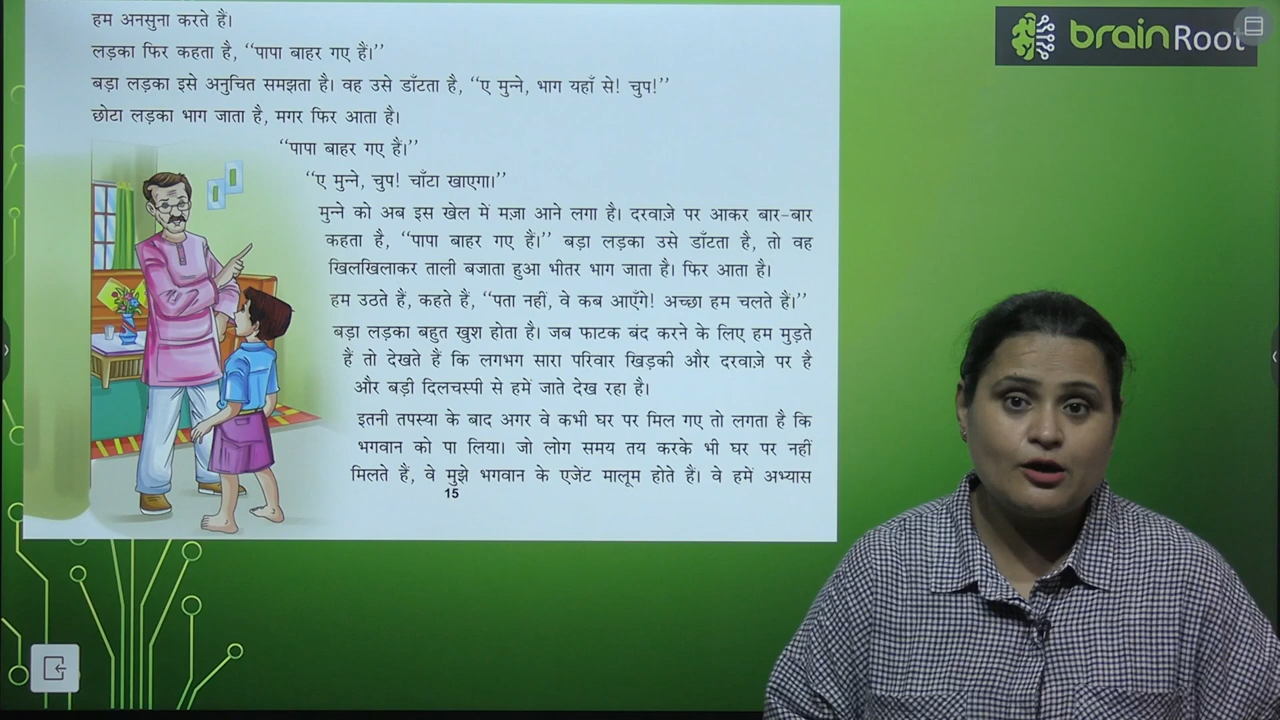 हम अनसुना करते हैं।
लड़का फिर कहता है, “पापा बाहर गए हैं।”
बड़ा लड़का इसे अनुचित समझता है। वह उसे डाँटता है, “ए मुन्ने, भाग यहाँ से! चुप!”
छोटा लड़का भाग जाता है, मगर फिर आता है।
“पापा बाहर गए हैं।”
“ए मुन्ने, चुप! चाँटा खाएगा।”
मुन्ने को अब इस खेल में मज़ा आने लगा है। दरवाज़े पर आकर बार-बार
कहता है, “पापा बाहर गए हैं।” बड़ा लड़का उसे डाँटता है, तो वह
खिलखिलाकर ताली बजाता हुआ भीतर भाग जाता है। फिर आता है।
हम उठते हैं, कहते हैं, “पता नहीं, वे कब आएँगे! अच्छा हम चलते हैं।”
बड़ा लड़का बहुत खुश होता है। जब फाटक बंद करने के लिए हम मुड़ते
हैं तो देखते हैं कि लगभग सारा परिवार खिड़की और दरवाज़े पर है
और बड़ी दिलचस्पी से हमें जाते देख रहा है।
इतनी तपस्या के बाद अगर वे कभी घर पर मिल गए तो लगता है कि
भगवान को पा लिया। जो लोग समय तय करके भी घर पर नहीं
मिलते हैं, वे मुझे भगवान के एजेंट मालूम होते हैं। वे हमें अभ्यास
15
brainRoot